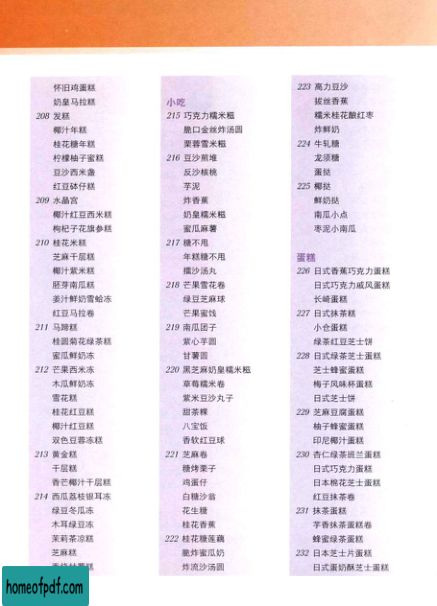 怀旧鸡蛋糕
奶皇马拉糕
208 发糕
椰汁年糕
桂花糖年糕
柠檬柚子蜜糕
豆沙西米盏
红豆砵仔糕
209 水晶宫
椰汁红豆西米糕
枸杞子花旗参糕
210 桂花米糕
芝麻千层糕
椰汁紫米糕
胚芽南瓜糕
姜汁鲜奶雪蛤冻
红豆马拉卷
211 马蹄糕
桂圆菊花绿茶糕
蜜瓜鲜奶冻
212 芒果西米冻
木瓜鲜奶冻
雪花糕
桂花红豆糕
椰汁红豆糕
双色豆蓉冻糕
213 黄金糕
千层糕
香芒椰汁千层糕
214 西瓜荔桂银耳冻
绿豆冬瓜冻
木耳绿豆冻
茉莉茶凉糕
芝麻糕
小吃
215 巧克力糯米糍
脆口金丝炸汤圆
栗蓉雪米糍
216 豆沙煎堆
反沙核桃
芋泥
炸香蕉
奶皇糯米糍
蜜瓜麻薯
217 糖不甩
年糕糖不甩
擂沙汤丸
218 芒果雪花卷
绿豆芝麻球
芒果蜜饯
219 南瓜团子
紫心芋圆
甘薯圆
220 黑芝麻奶皇糯米糍
草莓糯米卷
紫米豆沙丸子
甜茶粿
八宝饭
香软红豆球
221 芝麻卷
糖烤栗子
鸡蛋仔
白糖沙翁
花生糖
桂花香蕉
222 桂花糖莲藕
脆炸蜜瓜奶
炸流沙汤圆
223 高力豆沙
拔丝香蕉
糯米桂花酿红枣
炸鲜奶
224 牛轧糖
龙须糖
蛋挞
225 椰挞
鲜奶挞
南瓜小点
枣泥小南瓜
蛋糕
226 日式香蕉巧克力蛋糕
日式巧克力戚风蛋糕
长崎蛋糕
227 日式抹茶糕
小仓蛋糕
绿茶红豆芝士饼
228 日式绿茶芝士蛋糕
芝士蜂蜜蛋糕
梅子风味杯蛋糕
日式芝士饼
229 芝麻豆腐蛋糕
柚子蜂蜜蛋糕
印尼椰汁蛋糕
230 杏仁绿茶班兰蛋糕
日式巧克力蛋糕
日本棉花芝士蛋糕
红豆抹茶卷
231 抹茶蛋糕
芋香抹茶蛋糕卷
蜂蜜绿茶蛋糕
232 日本芝士片蛋糕
日式蛋奶酥芝士蛋糕
homeofpdf.com